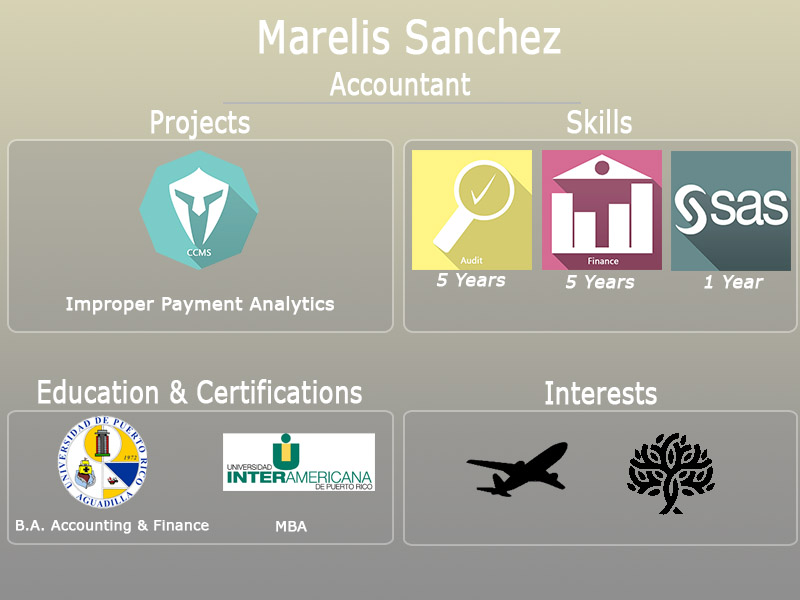 Marelis Sanchez
Accountant
Projects
CCMS
Improper Payment Analytics
Skills
Audit
5 Years
Finance
5 Years
sas
1 Year
Education & Certifications
UNIVERSIDAD DE PUERTO RICO
1972
AGUADILLA
B.A. Accounting & Finance
UNIVERSIDAD
INTERAMERICANA
DE PUERTO RICO
MBA
Interests